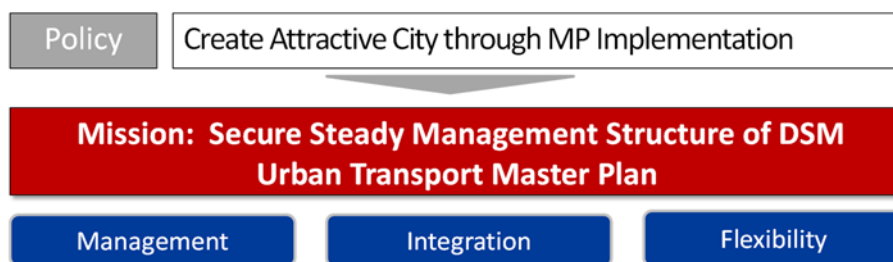 Policy
Create Attractive City through MP Implementation
Mission: Secure Steady Management Structure of DSM
Urban Transport Master Plan
Management
Integration
Flexibility